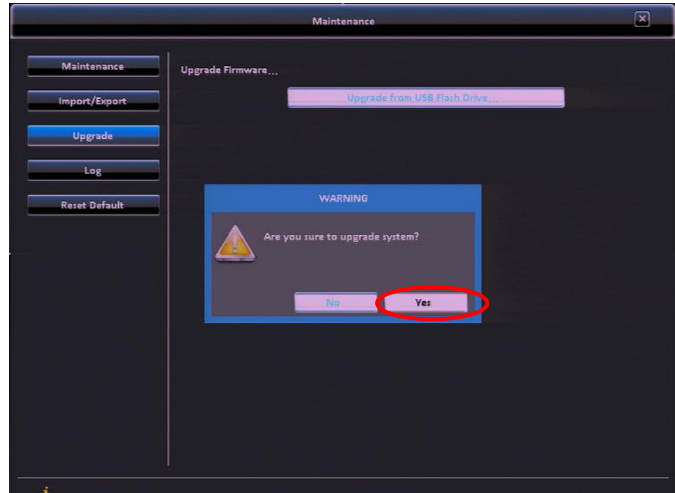 Maintenance
Maintenance
Upgrade Firmware...
Import/Export
Upgrade from USB Flash Drive...
Upgrade
Log
Reset Default
WARNING
Are you sure to upgrade system?
No
Yes